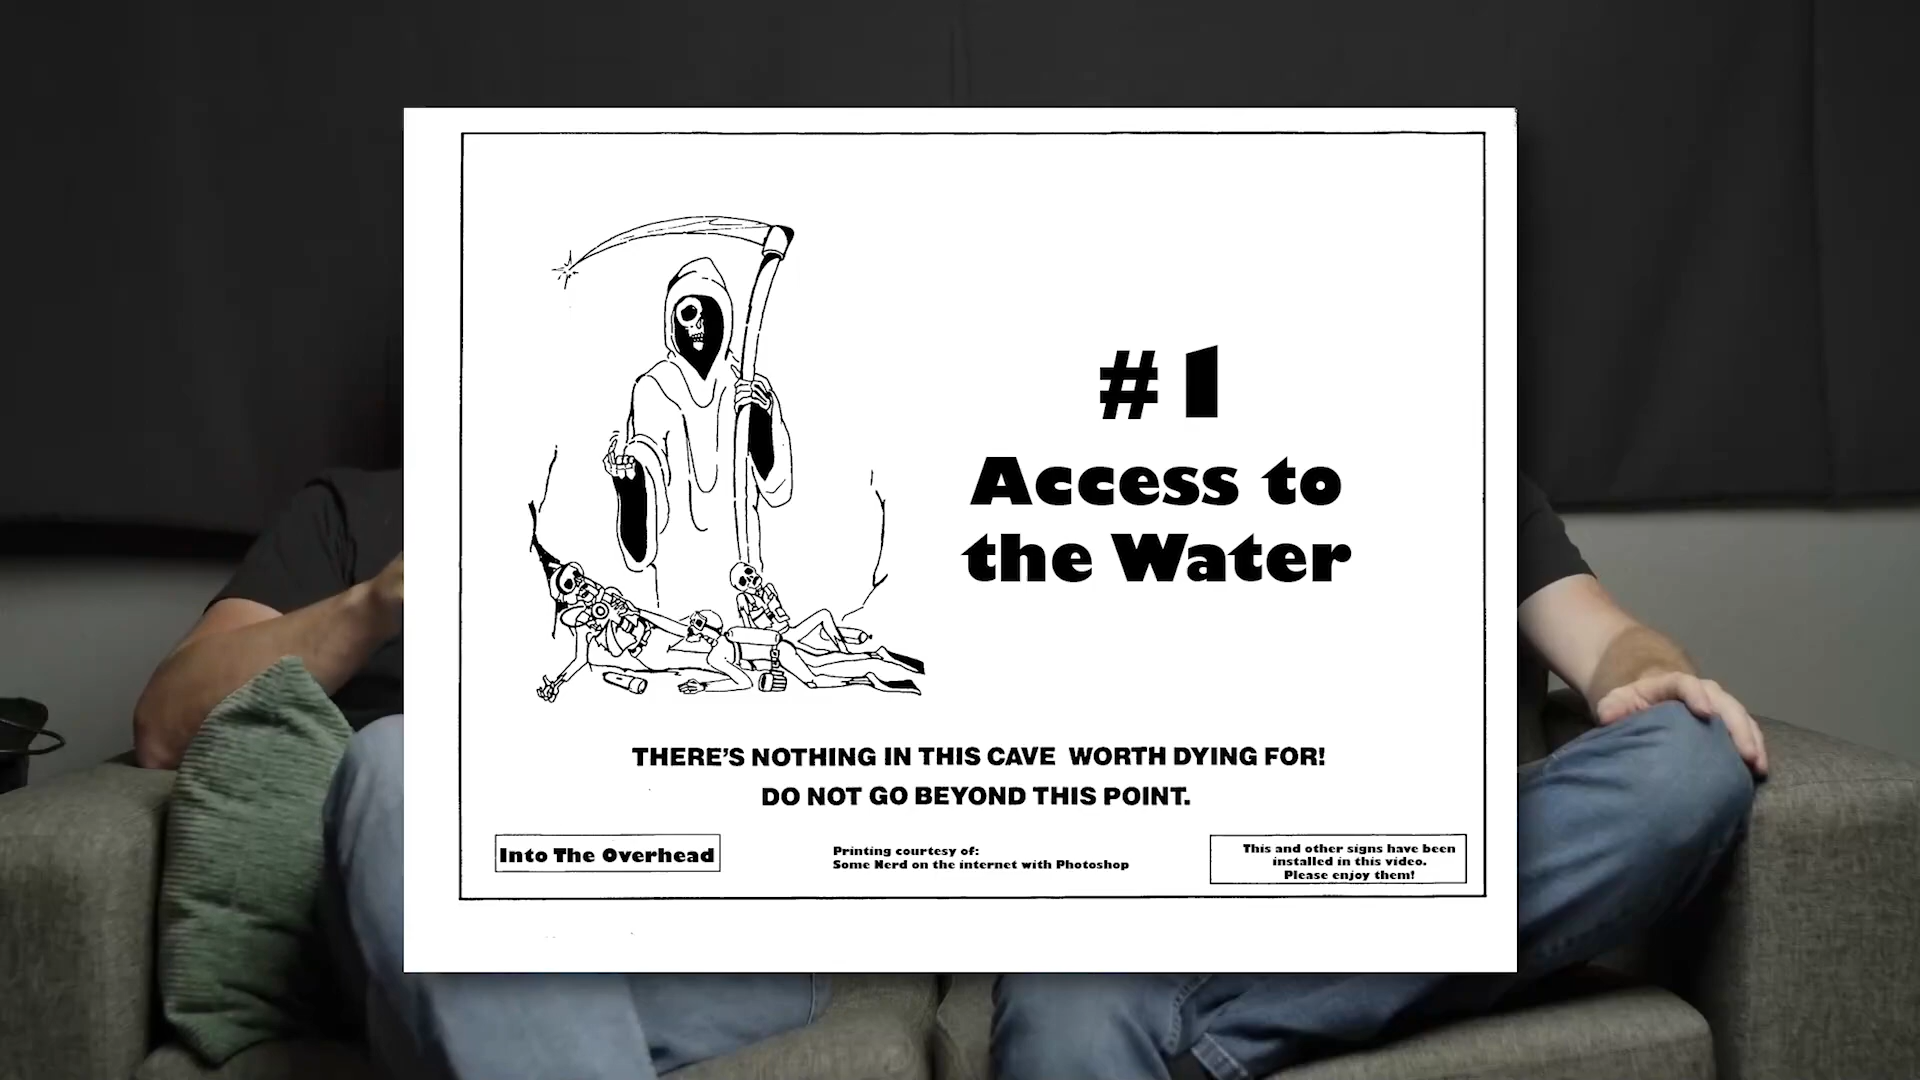 #1
Access to
the Water
THERE'S NOTHING IN THIS CAVE WORTH DYING FOR!
DO NOT GO BEYOND THIS POINT.
Into The Overhead
Printing courtesy of:
Some Nerd on the internet with Photoshop
This and other signs have been
installed in this video.
Please enjoy them!